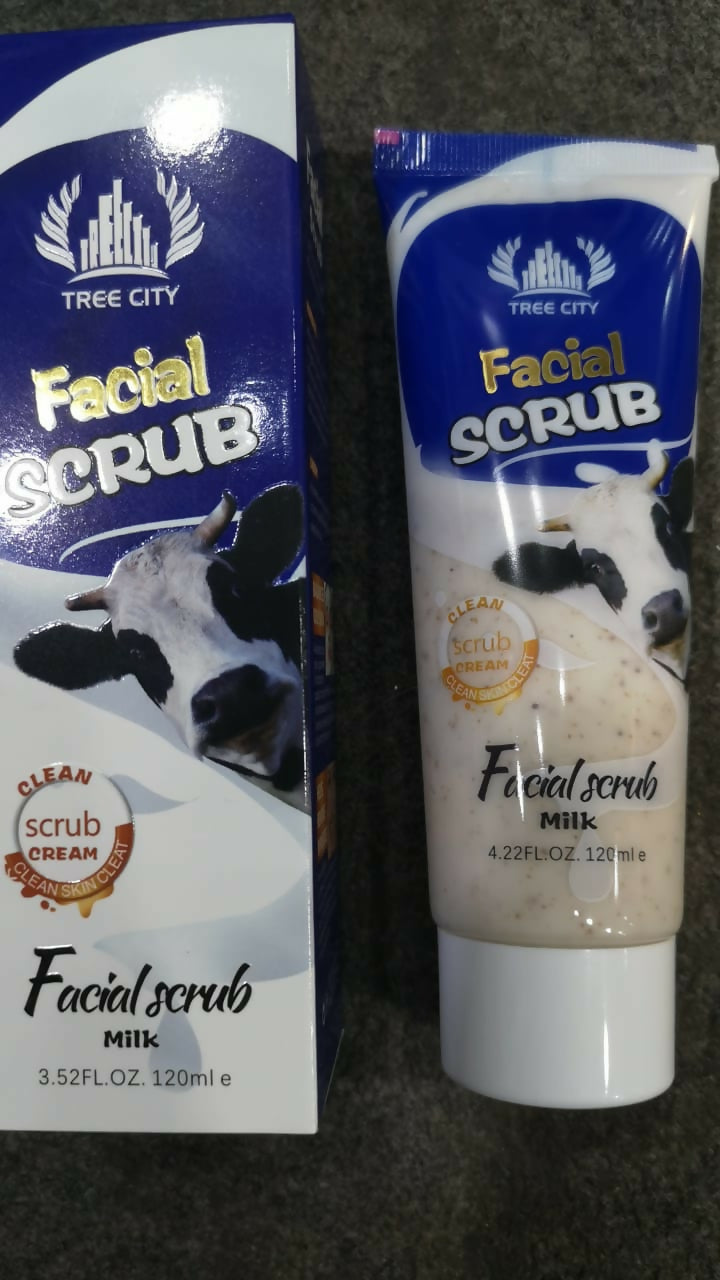 TREE CITY
Facial
SCRUB
CLEAN
scrub
CREAM
CLEAN SKIN CLEAT
Facial scrub
Milk
3.52FL.OZ. 120ml e
TREE CITY
Facial
SCRUB
CLEAN
scrub
CREAM
CLEAN SKIN CLEAT
Facial scrub
Milk
4.22FL.OZ. 120ml e